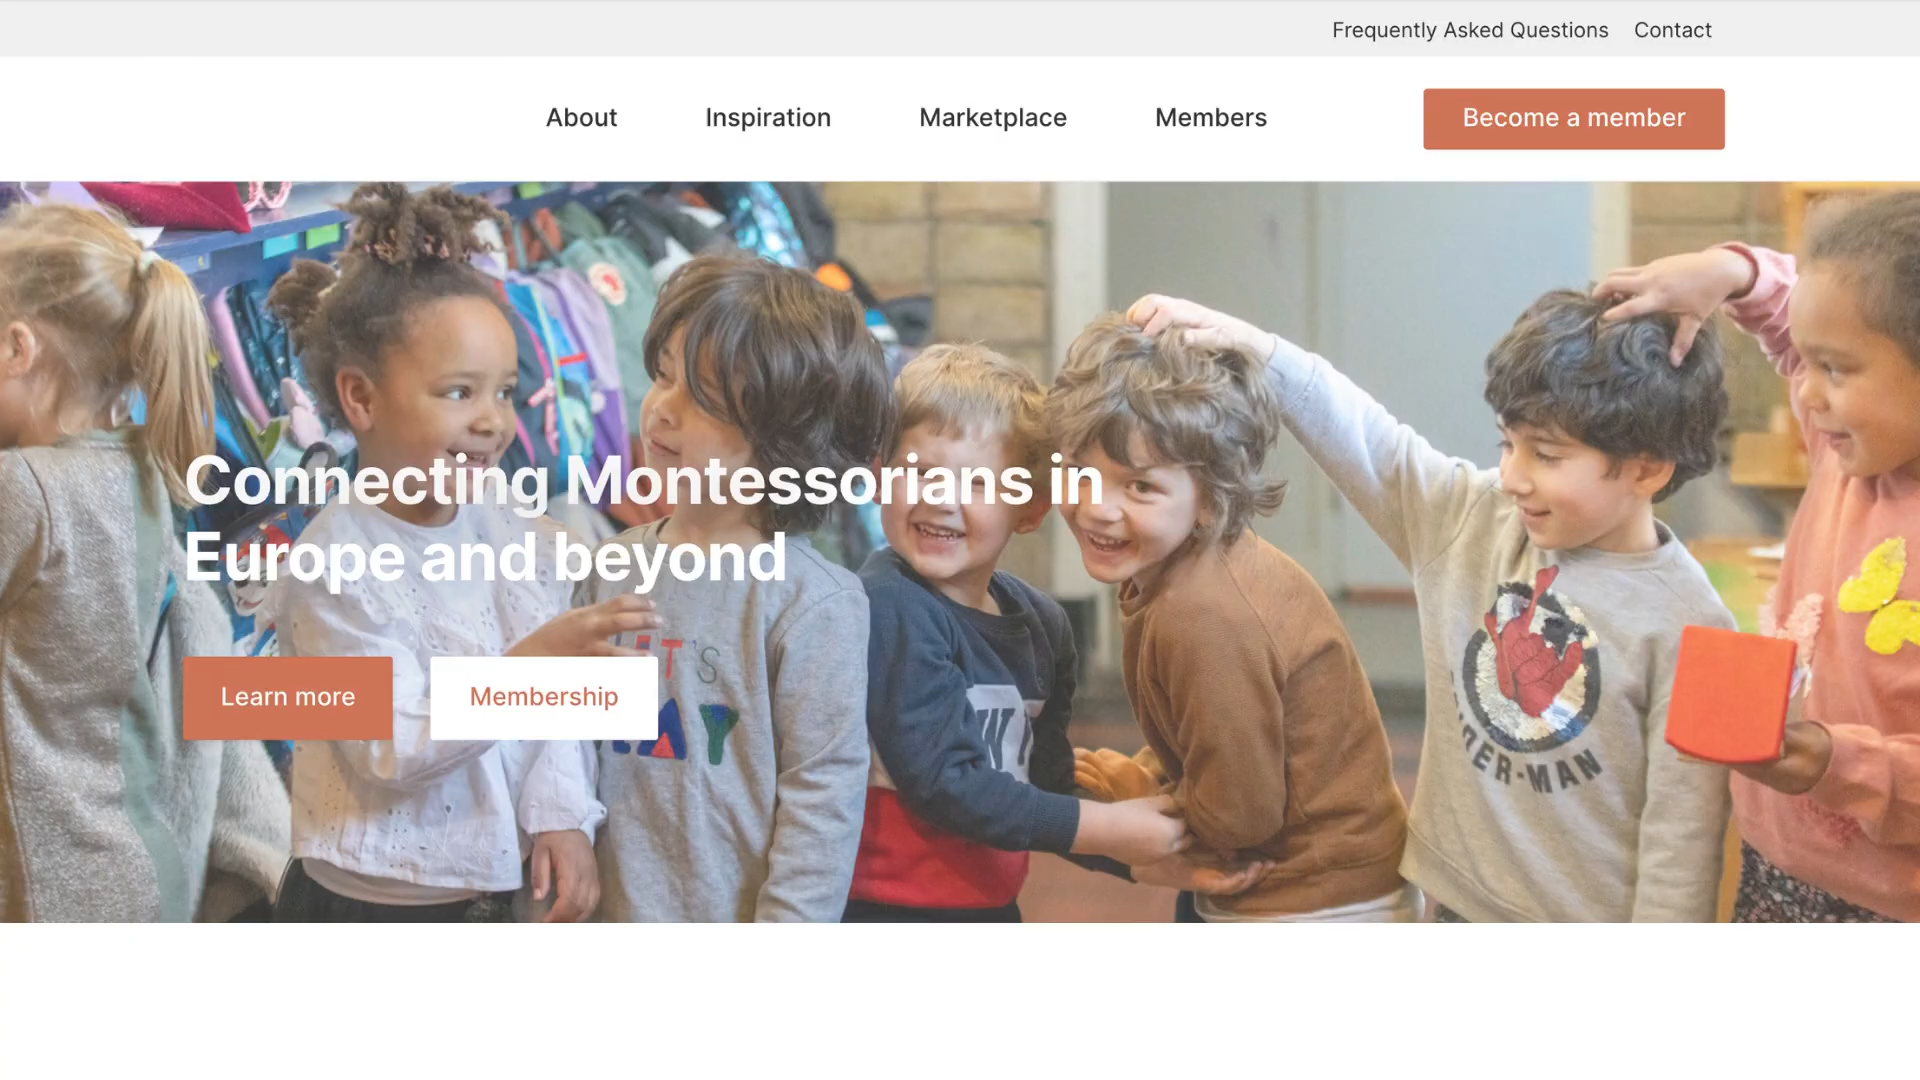 Frequently Asked Questions Contact
About Inspiration Marketplace Members Become a member
Connecting Montessorians in
Europe and beyond
IT'S
Learn more Membership